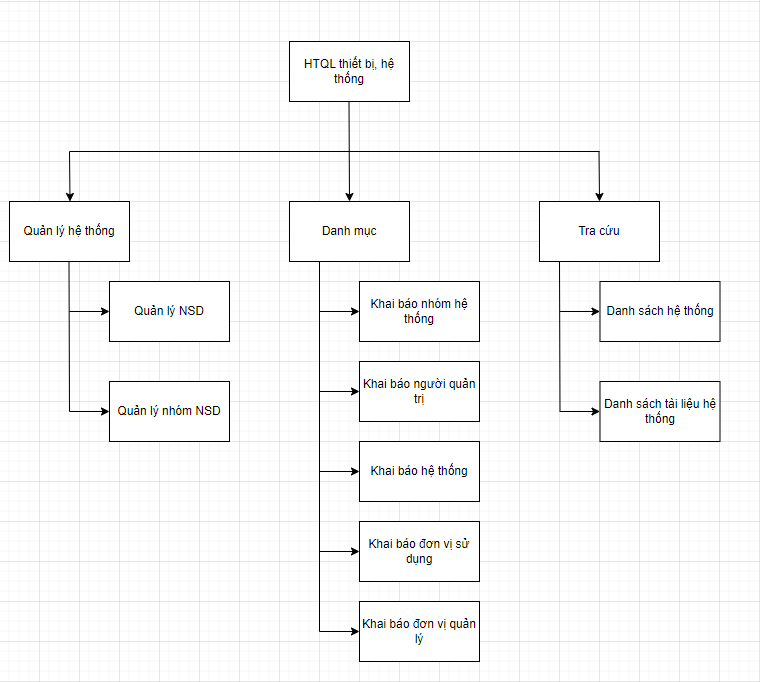 HTQL thiết bị, hệ
thống
Quản lý hệ thống
Danh mục
Tra cứu
Quản lý NSD
Quản lý nhóm NSD
Khai báo nhóm hệ
thống
Khai báo người quản
trị
Khai báo hệ thống
Khai báo đơn vị sử
dụng
Khai báo đơn vị quản
lý
Danh sách hệ thống
Danh sách tài liệu hệ
thống